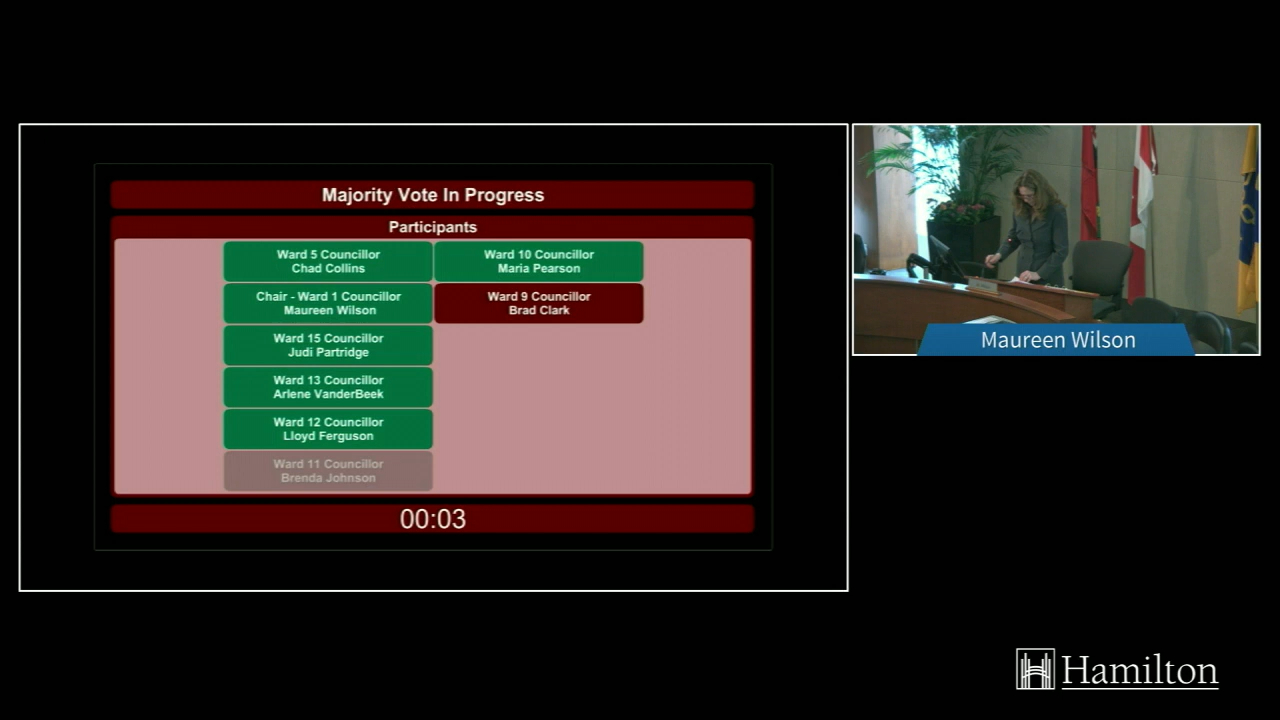 Majority Vote In Progress
Participants
Ward 5 Councillor
Chad Collins
Chair - Ward 1 Councillor
Maureen Wilson
Ward 15 Councillor
Judi Partridge
Ward 13 Councillor
Arlene VanderBeek
Ward 12 Councillor
Lloyd Ferguson
Ward 11 Councillor
Brenda Johnson
Ward 10 Councillor
Maria Pearson
Ward 9 Councillor
Brad Clark
00:03
Maureen Wilson
Hamilton